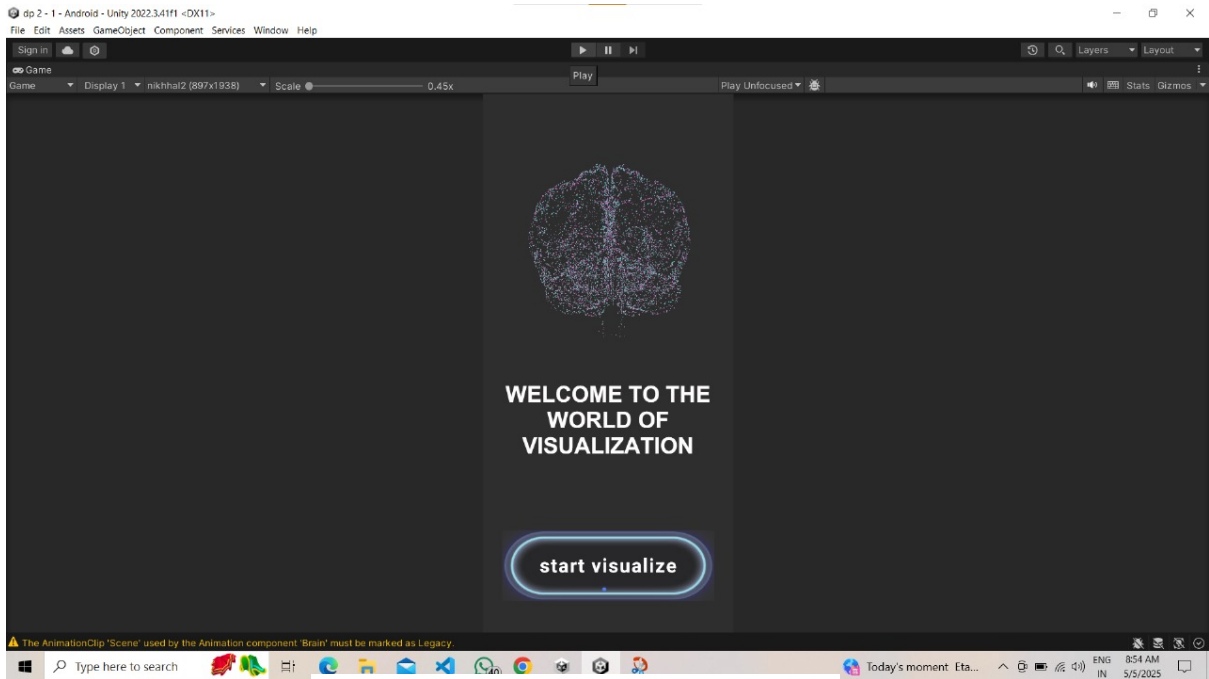 dp 2 - 1 - Android - Unity 2022.3.41f1 <DX11>
File Edit Assets GameObject Component Services Window Help
Sign in
Layers Layout
Game
Play
Game Display 1 nikhhal2 (897x1938) Scale 0.45x Play Unfocused Stats Gizmos
WELCOME TO THE
WORLD OF
VISUALIZATION
start visualize
The AnimationClip 'Scene' used by the Animation component 'Brain' must be marked as Legacy.
Type here to search
40
Today's moment Eta...
ENG
IN
8:54 AM
5/5/2025